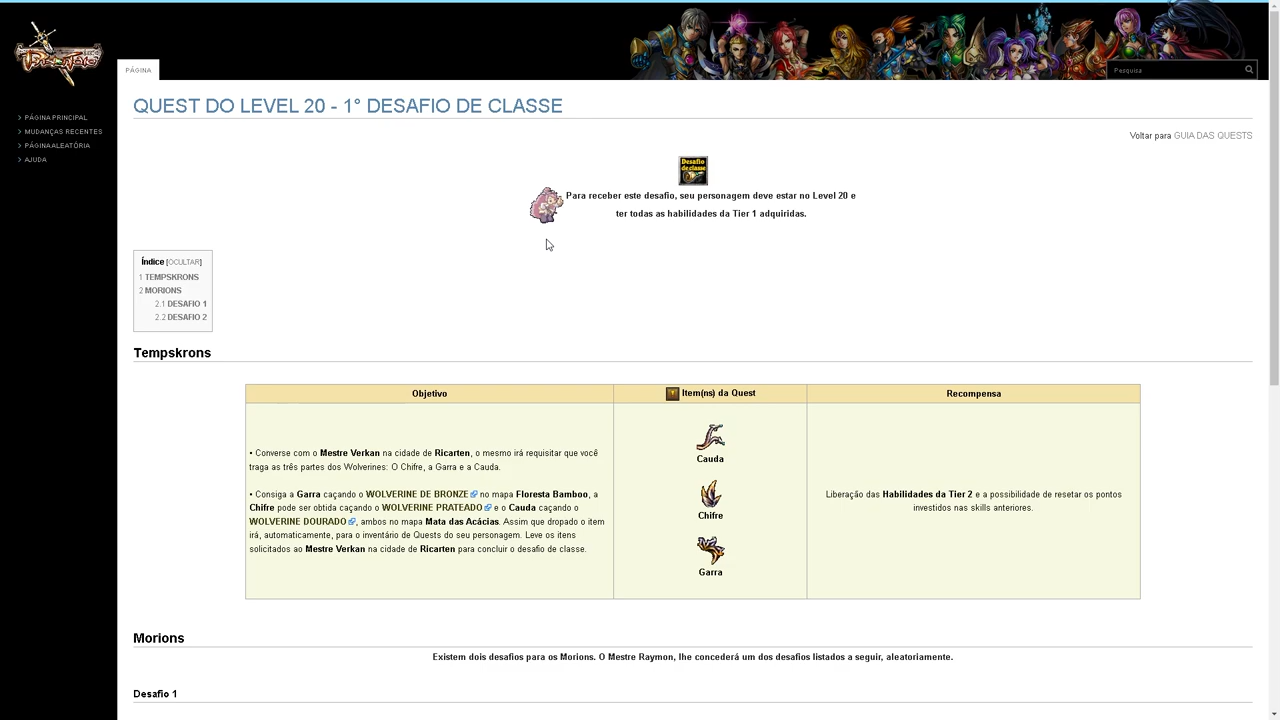 PÁGINA
Pesquisa
PÁGINA PRINCIPAL
MUDANÇAS RECENTES
PÁGINA ALEATÓRIA
AJUDA
QUEST DO LEVEL 20 - 1° DESAFIO DE CLASSE
Voltar para GUIA DAS QUESTS
Desafio
de classe
Para receber este desafio, seu personagem deve estar no Level 20 e
ter todas as habilidades da Tier 1 adquiridas.
Índice [OCULTAR]
1 TEMPSKRONS
2 MORIONS
2.1 DESAFIO 1
2.2 DESAFIO 2
Tempskrons
Objetivo
Item(ns) da Quest
Recompensa
• Converse com o Mestre Verkan na cidade de Ricarten, o mesmo irá requisitar que você
traga as três partes dos Wolverines: O Chifre, a Garra e a Cauda.
• Consiga a Garra caçando o WOLVERINE DE BRONZE no mapa Floresta Bamboo, a
Chifre pode ser obtida caçando o WOLVERINE PRATEADO e o Cauda caçando o
WOLVERINE DOURADO, ambos no mapa Mata das Acácias. Assim que dropado o item
irá, automaticamente, para o inventário de Quests do seu personagem. Leve os itens
solicitados ao Mestre Verkan na cidade de Ricarten para concluir o desafio de classe.
Cauda
Chifre
Garra
Liberação das Habilidades da Tier 2 e a possibilidade de resetar os pontos
investidos nas skills anteriores.
Morions
Existem dois desafios para os Morions. O Mestre Raymon, lhe concederá um dos desafios listados a seguir, aleatoriamente.
Desafio 1